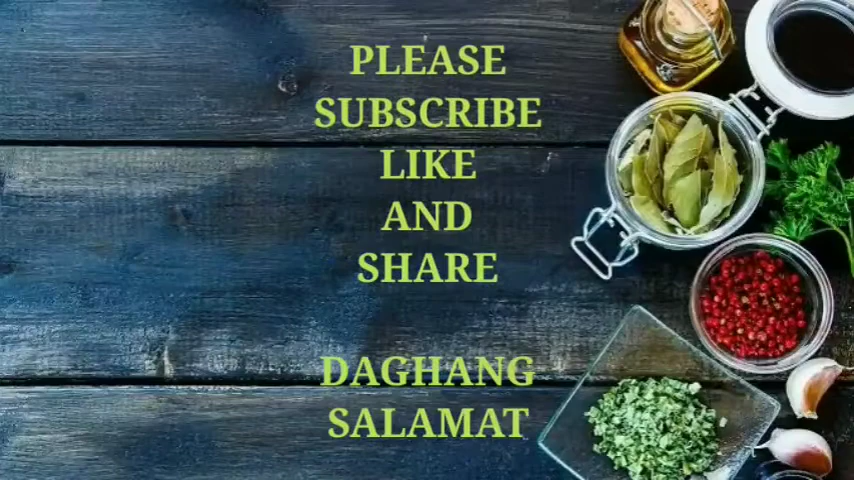 PLEASE
SUBSCRIBE
LIKE
AND
SHARE
DAGHANG
SALAMAT